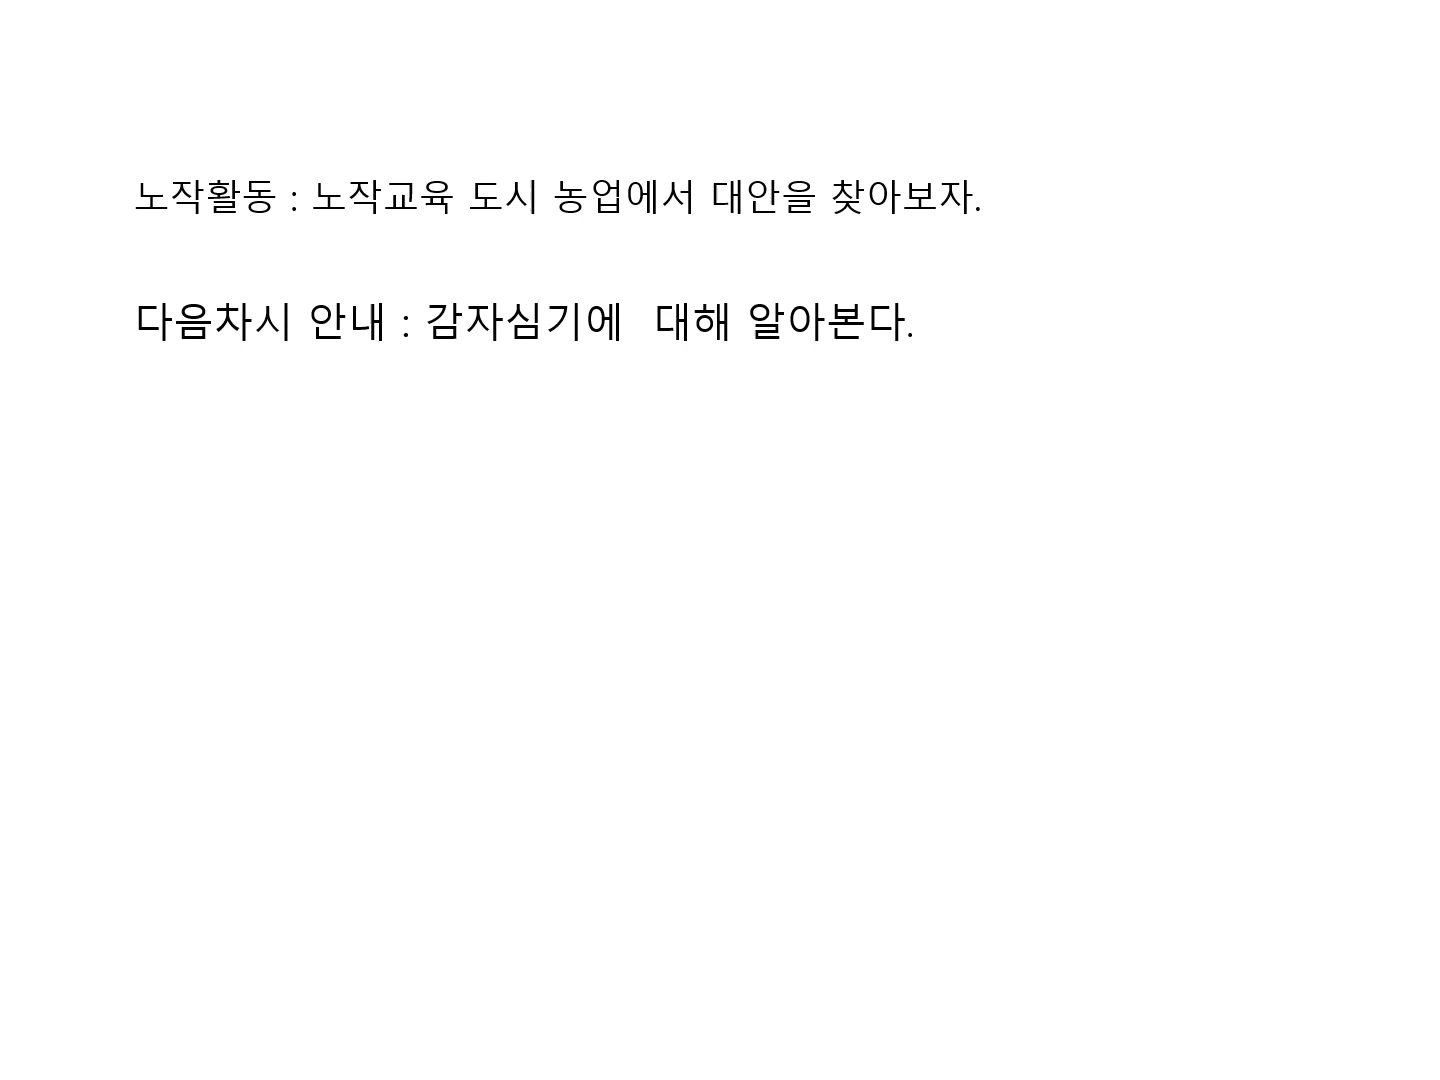 노작활동 : 노작교육 도시 농업에서 대안을 찾아보자.
다음차시 안내 : 감자심기에  대해 알아본다.